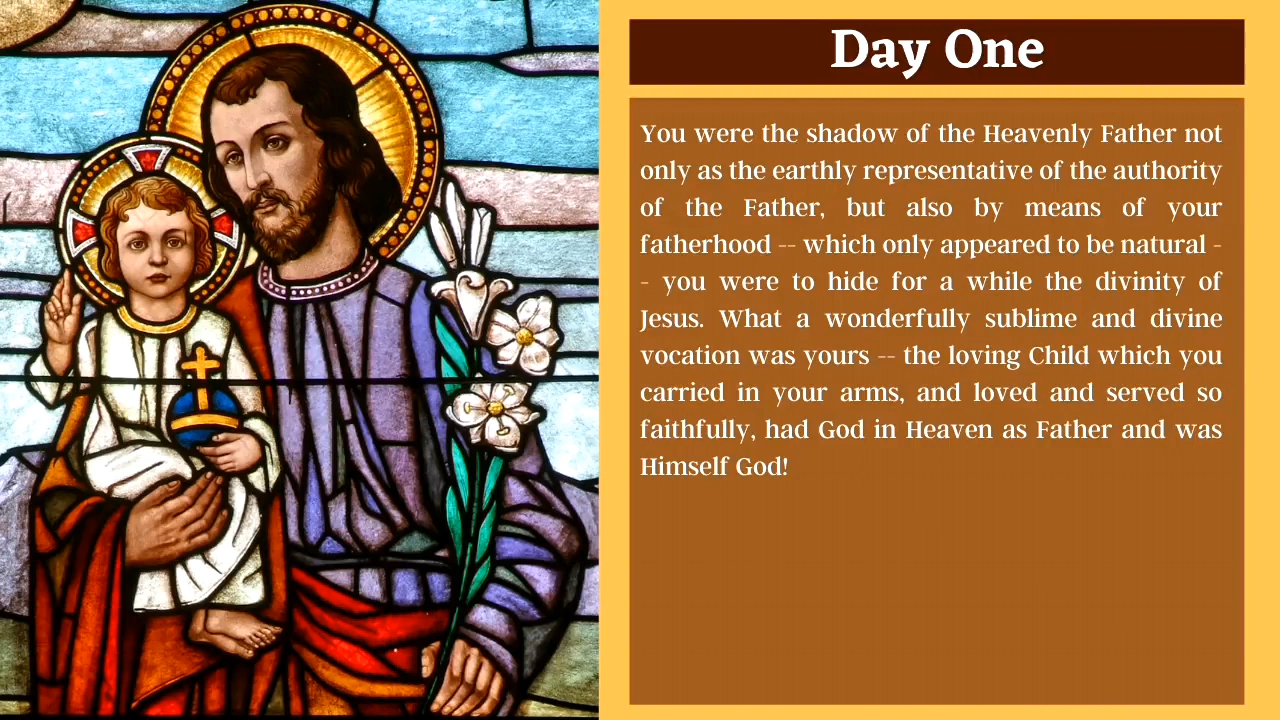 Day One
You were the shadow of the Heavenly Father not
only as the earthly representative of the authority
of the Father, but also by means of your
fatherhood -- which only appeared to be natural -
- you were to hide for a while the divinity of
Jesus. What a wonderfully sublime and divine
vocation was yours -- the loving Child which you
carried in your arms, and loved and served so
faithfully, had God in Heaven as Father and was
Himself God!